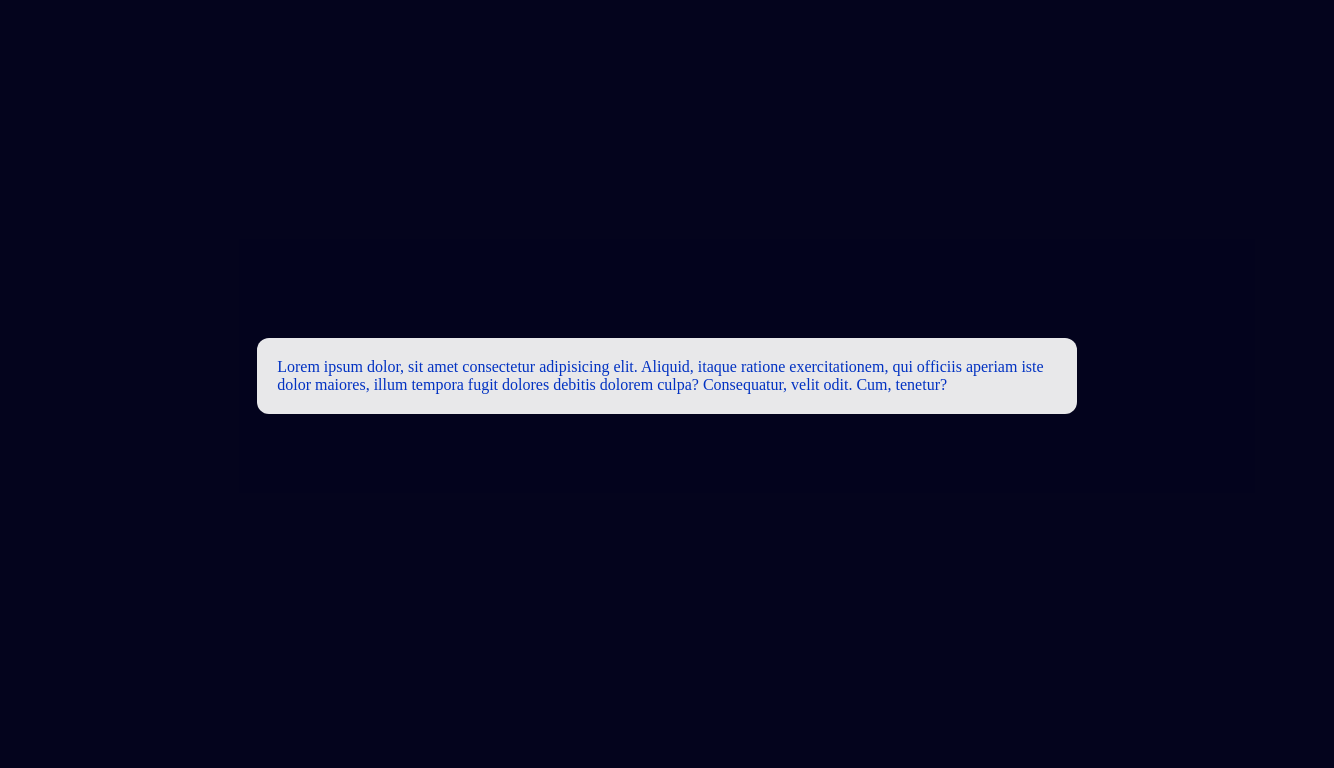 Lorem ipsum dolor, sit amet consectetur adipisicing elit. Aliquid, itaque ratione exercitationem, qui officiis aperiam iste
dolor maiores, illum tempora fugit dolores debitis dolorem culpa? Consequatur, velit odit. Cum, tenetur?